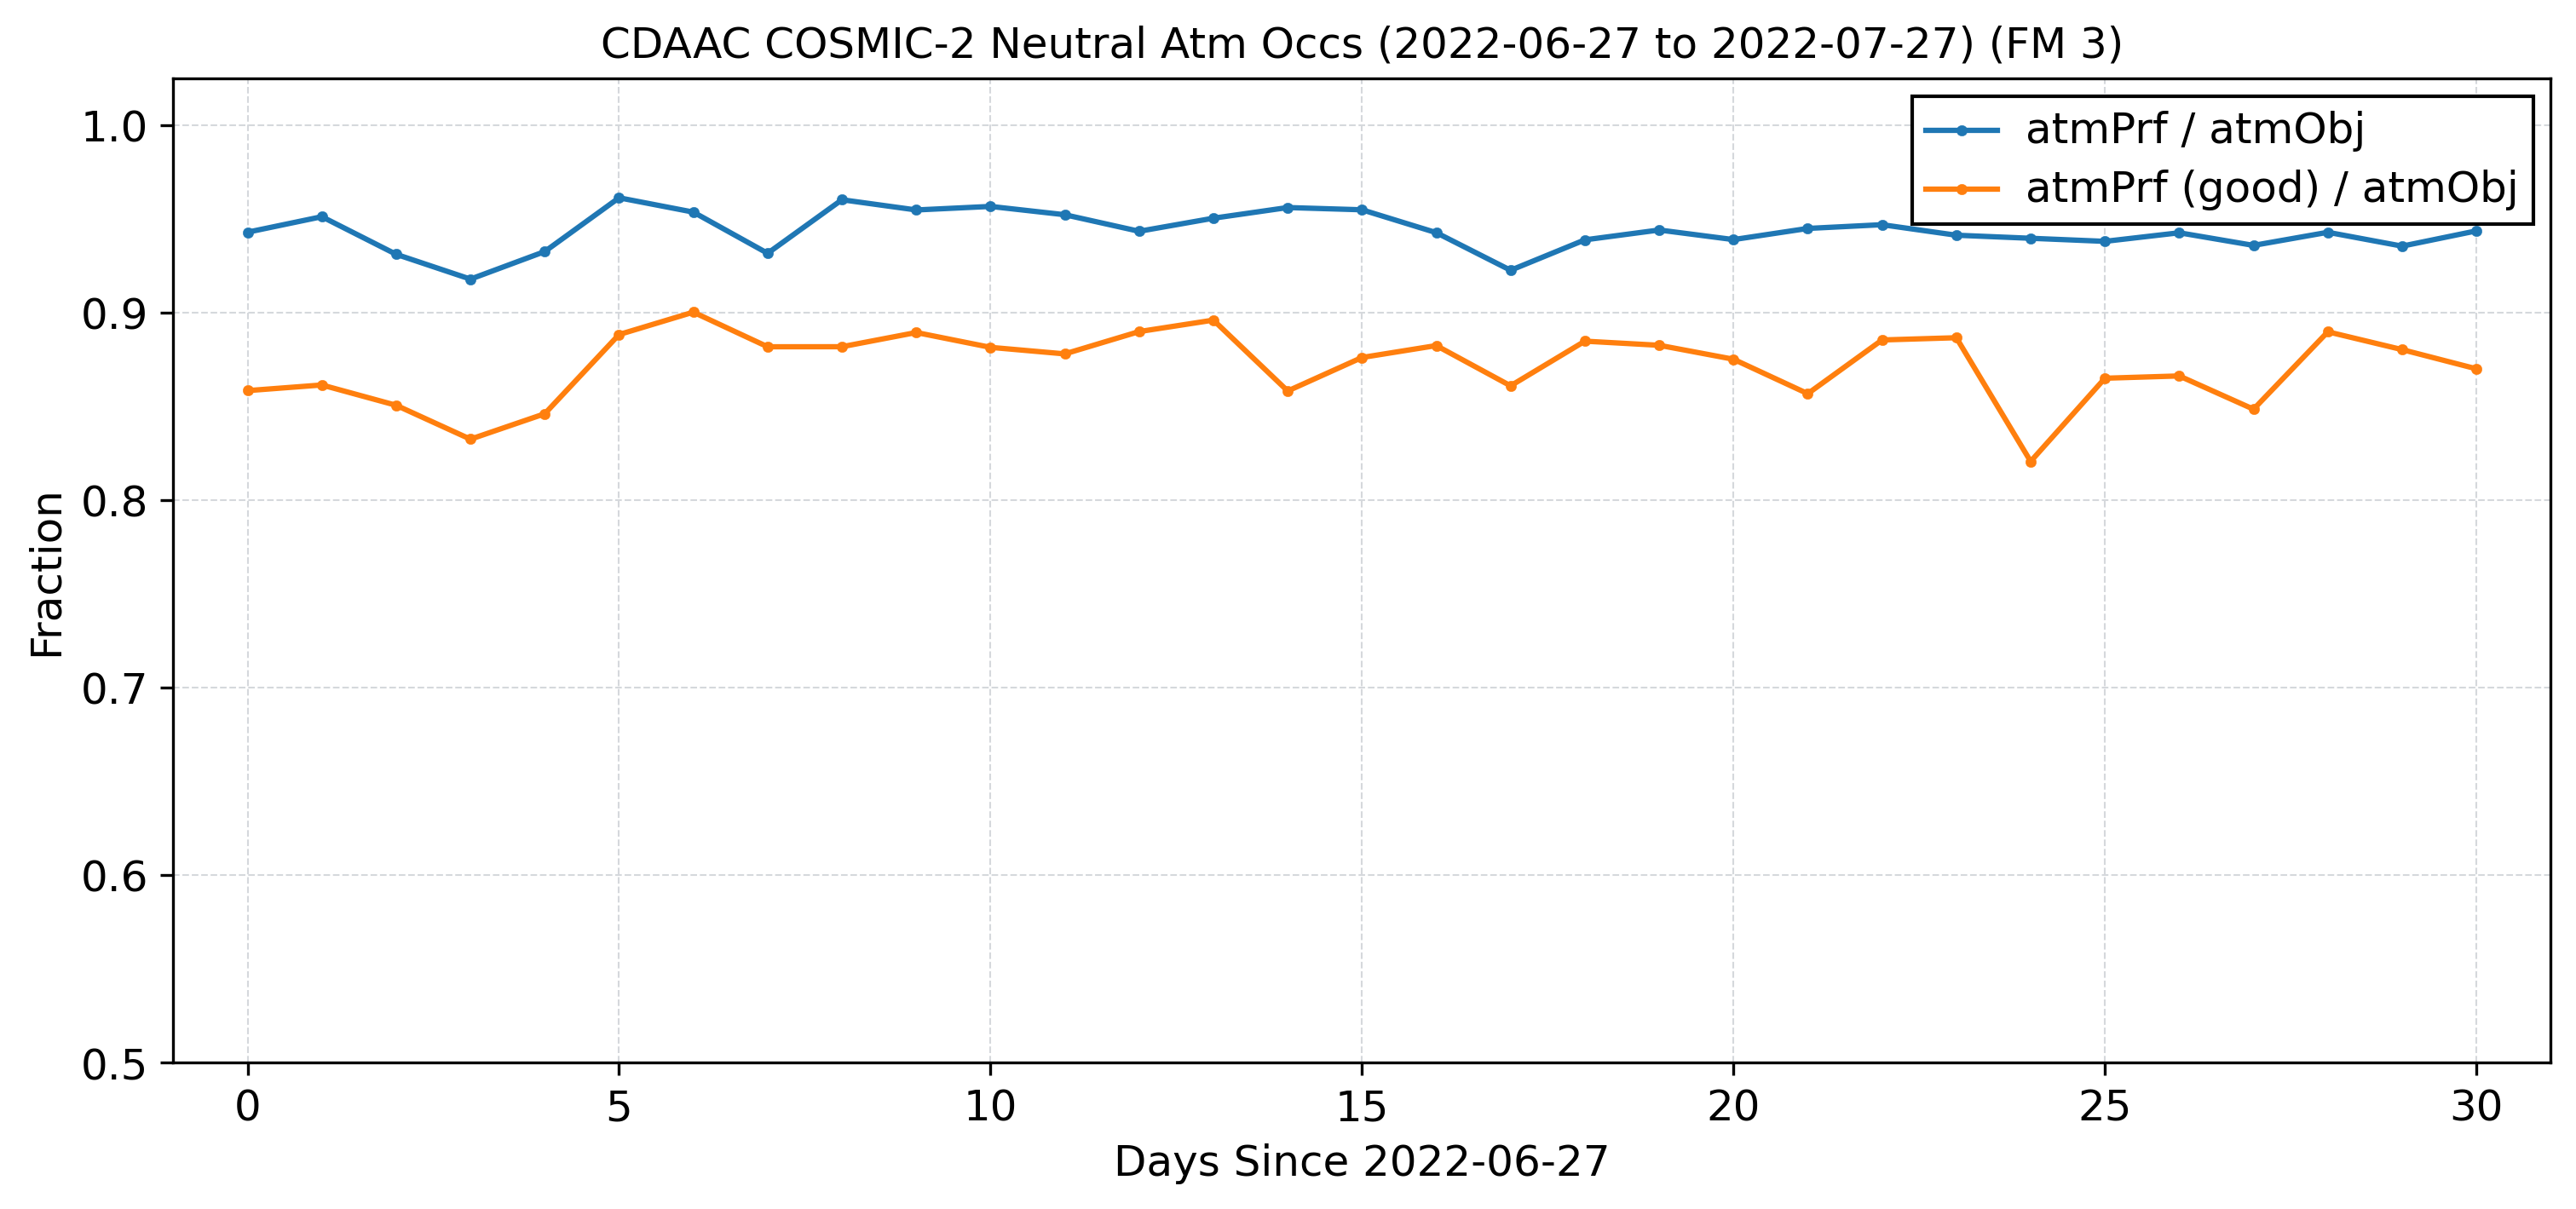 CDAAC COSMIC-2 Neutral Atm Occs (2022-06-27 to 2022-07-27) (FM 3)
atmPrf / atmObj
atmPrf (good) / atmObj
1.0
0.9
0.8
0.7
0.6
0.5
Fraction
0 5 10 15 20 25 30
Days Since 2022-06-27